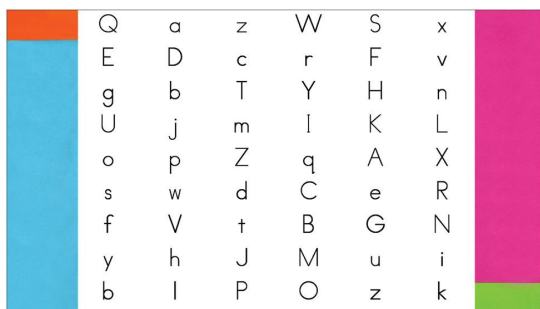 Q a z W S x
E D c r F v
g b T Y H n
U j m I K L
o p Z q A X
s w d C e R
f V t B G N
y h J M u i
b l P O z k